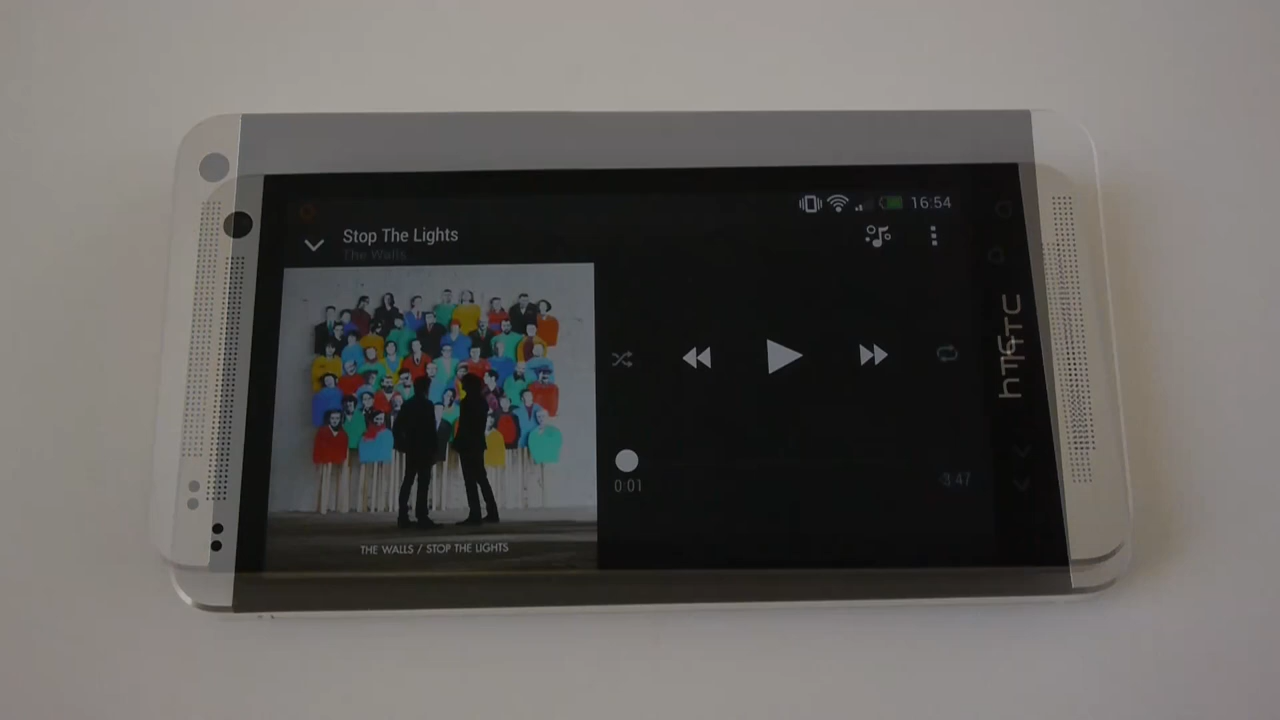 16:54
Stop The Lights
The Walls
0:01
3:47
THE WALLS / STOP THE LIGHTS
hTC